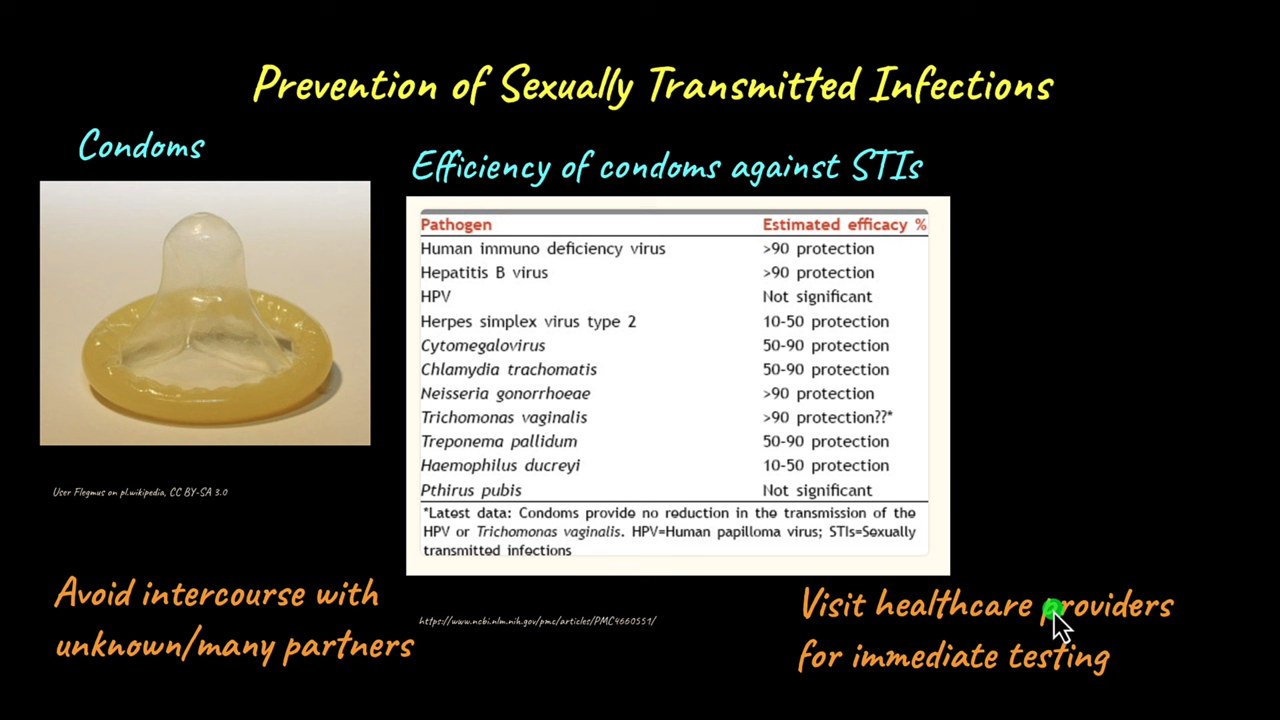 Prevention of Sexually Transmitted Infections
Condoms
Efficiency of condoms against STIs
Pathogen Estimated efficacy %
Human immuno deficiency virus >90 protection
Hepatitis B virus >90 protection
HPV Not significant
Herpes simplex virus type 2 10-50 protection
Cytomegalovirus 50-90 protection
Chlamydia trachomatis 50-90 protection
Neisseria gonorrhoeae >90 protection
Trichomonas vaginalis >90 protection??*
Treponema pallidum 50-90 protection
Haemophilus ducreyi 10-50 protection
Pthirus pubis Not significant
*Latest data: Condoms provide no reduction in the transmission of the
HPV or Trichomonas vaginalis. HPV=Human papilloma virus; STIs=Sexually
transmitted infections
User Flegmus on pl.wikipedia, CC BY-SA 3.0
Avoid intercourse with
unknown/many partners
https://www.ncbi.nlm.nih.gov/pmc/articles/PMC4660551/
Visit healthcare providers
for immediate testing